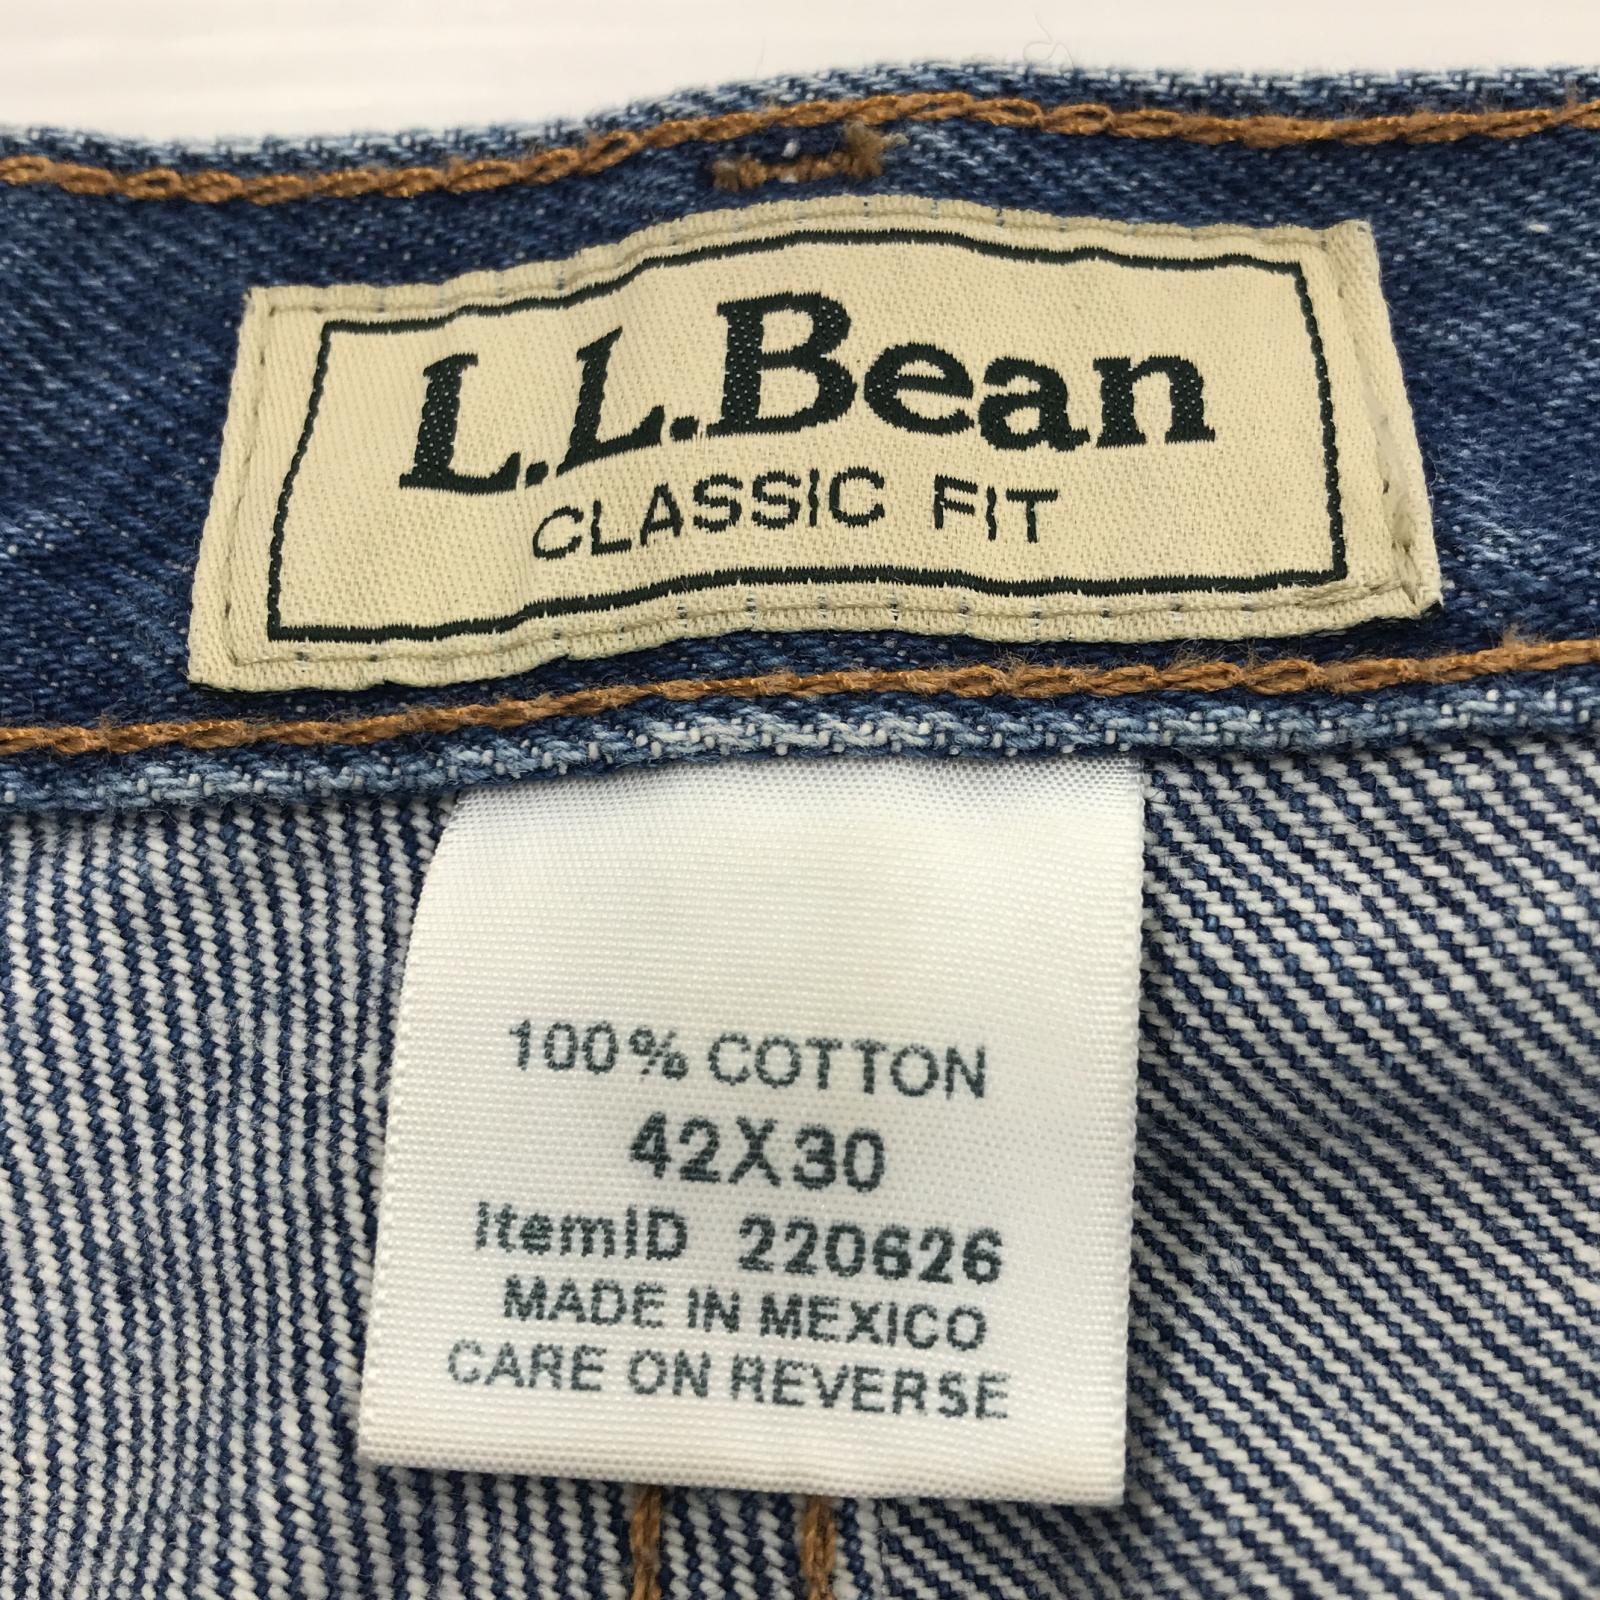 L.L.Bean
CLASSIC FIT
100% COTTON
42X30
ItemID 220626
MADE IN MEXICO
CARE ON REVERSE